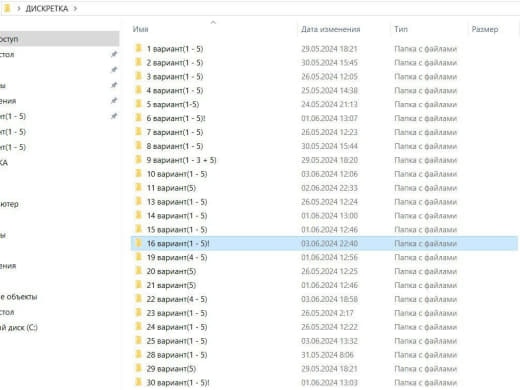 ДИСКРЕТКА
Имя Дата изменения Тип Размер
1 вариант(1 - 5) 29.05.2024 18:21 Папка с файлами
2 вариант(1 - 5) 30.05.2024 15:45 Папка с файлами
3 вариант(1 - 5) 26.05.2024 12:05 Папка с файлами
4 вариант(1 - 5) 25.05.2024 14:38 Папка с файлами
5 вариант(1-5) 24.05.2024 21:13 Папка с файлами
6 вариант(1 - 5)! 01.06.2024 13:07 Папка с файлами
7 вариант(1 - 5) 26.05.2024 12:23 Папка с файлами
8 вариант(1 - 5) 30.05.2024 15:44 Папка с файлами
9 вариант(1 - 3 + 5) 29.05.2024 18:20 Папка с файлами
10 вариант(1 - 5) 03.06.2024 12:06 Папка с файлами
11 вариант(5) 02.06.2024 22:33 Папка с файлами
13 вариант(1 - 5) 26.05.2024 12:24 Папка с файлами
14 вариант(1 - 5) 01.06.2024 13:00 Папка с файлами
15 вариант(1 - 5) 01.06.2024 12:46 Папка с файлами
16 вариант(1 - 5)! 03.06.2024 22:40 Папка с файлами
19 вариант(4 - 5) 01.06.2024 12:56 Папка с файлами
20 вариант(5) 26.05.2024 12:25 Папка с файлами
21 вариант(5) 01.06.2024 12:46 Папка с файлами
22 вариант(4 - 5) 03.06.2024 18:58 Папка с файлами
23 вариант(1 - 5) 26.05.2024 2:17 Папка с файлами
24 вариант(1 - 5) 26.05.2024 12:22 Папка с файлами
25 вариант(1 - 5) 03.06.2024 13:32 Папка с файлами
28 вариант(1 - 5) 31.05.2024 8:06 Папка с файлами
29 вариант(5) 29.05.2024 18:21 Папка с файлами
30 вариант(1 - 5)! 01.06.2024 13:03 Папка с файлами
оступ
стол
ы
ения
нт(1 - 5)
т(1 - 5)
т(1 - 5)
КА
ютер
ы
ения
е объекты
стол
ый диск (C:)